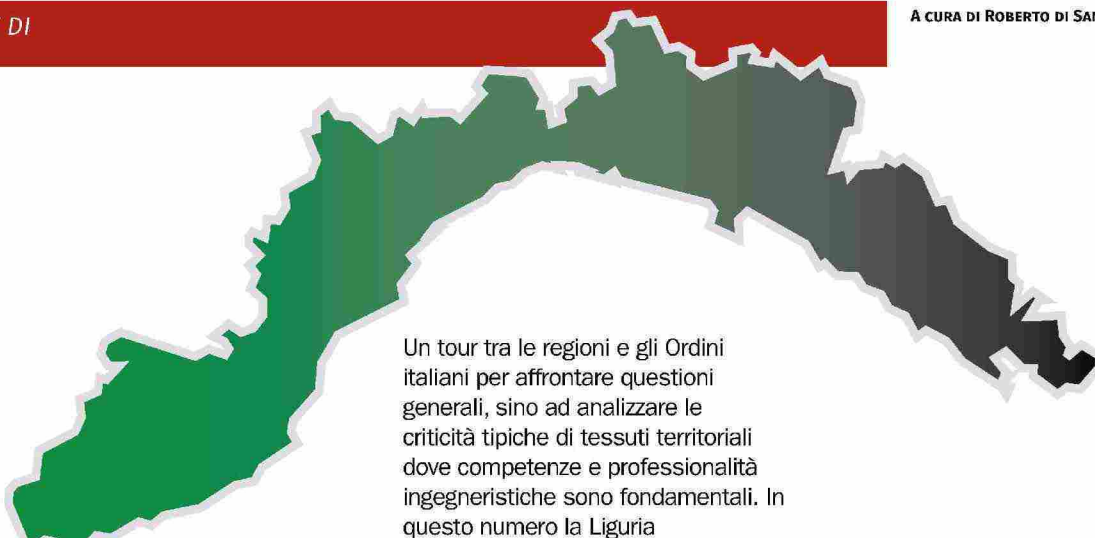 DI
A CURA DI ROBERTO DI
Un tour tra le regioni e gli Ordini
italiani per affrontare questioni
generali, sino ad analizzare le
criticità tipiche di tessuti territoriali
dove competenze e professionalità
ingegneristiche sono fondamentali. In
questo numero la Liguria